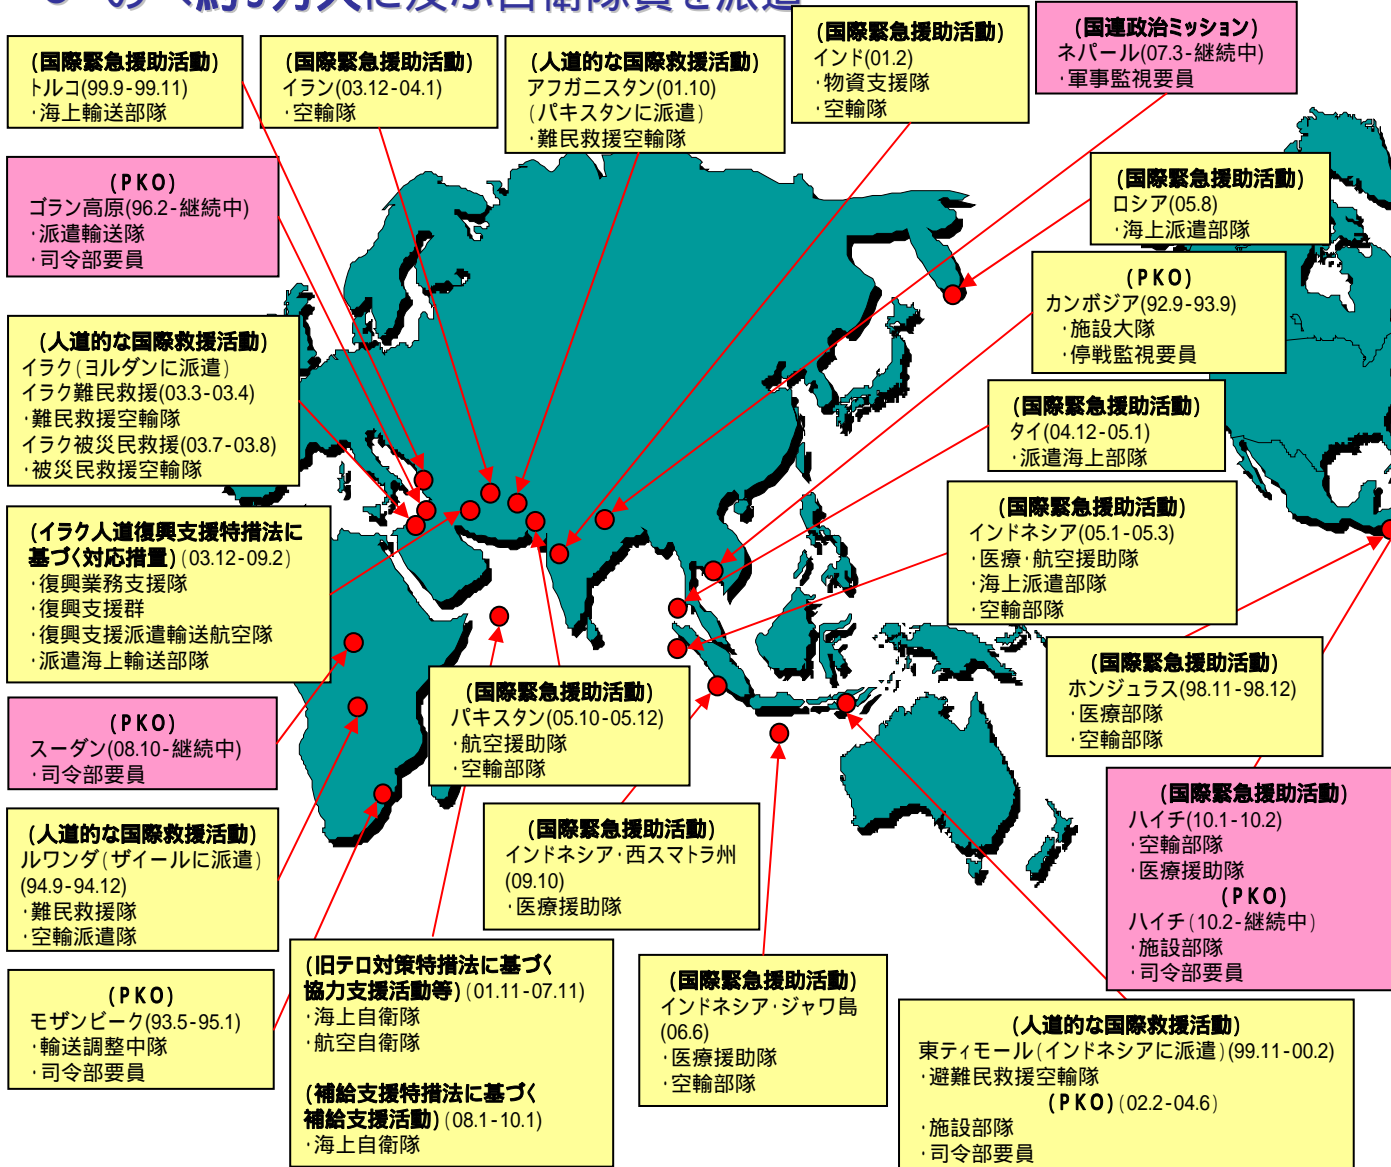 約3万人に及ぶ自衛隊員を派遣
(国際緊急援助活動)
トルコ(99.9-99.11)
・海上輸送部隊
(国際緊急援助活動)
イラン(03.12-04.1)
・空輸隊
(人道的な国際救援活動)
アフガニスタン(01.10)
(パキスタンに派遣)
・難民救援空輸隊
(国際緊急援助活動)
インド(01.2)
・物資支援隊
・空輸隊
(国連政治ミッション)
ネパール(07.3-継続中)
・軍事監視要員
(PKO)
ゴラン高原(96.2-継続中)
・派遣輸送隊
・司令部要員
(国際緊急援助活動)
ロシア(05.8)
・海上派遣部隊
(PKO)
カンボジア(92.9-93.9)
・施設大隊
・停戦監視要員
(人道的な国際救援活動)
イラク(ヨルダンに派遣)
イラク難民救援(03.3-03.4)
・難民救援空輸隊
イラク被災民救援(03.7-03.8)
・被災民救援空輸隊
(国際緊急援助活動)
タイ(04.12-05.1)
・派遣海上部隊
(国際緊急援助活動)
インドネシア(05.1-05.3)
・医療・航空援助隊
・海上派遣部隊
・空輸部隊
(イラク人道復興支援特措法に
基づく対応措置)(03.12-09.2)
・復興業務支援隊
・復興支援群
・復興支援派遣輸送航空隊
・派遣海上輸送部隊
(国際緊急援助活動)
ホンジュラス(98.11-98.12)
・医療部隊
・空輸部隊
(国際緊急援助活動)
パキスタン(05.10-05.12)
・航空援助隊
・空輸部隊
(PKO)
スーダン(08.10-継続中)
・司令部要員
(国際緊急援助活動)
ハイチ(10.1-10.2)
・空輸部隊
・医療援助隊
(PKO)
ハイチ(10.2-継続中)
・施設部隊
・司令部要員
(人道的な国際救援活動)
ルワンダ(ザイールに派遣)
(94.9-94.12)
・難民救援隊
・空輸派遣隊
(国際緊急援助活動)
インドネシア・西スマトラ州
(09.10)
・医療援助隊
(PKO)
モザンビーク(93.5-95.1)
・輸送調整中隊
・司令部要員
(旧テロ対策特措法に基づく
協力支援活動等)(01.11-07.11)
・海上自衛隊
・航空自衛隊
(補給支援特措法に基づく
補給支援活動)(08.1-10.1)
・海上自衛隊
(国際緊急援助活動)
インドネシア・ジャワ島
(06.6)
・医療援助隊
・空輸部隊
(人道的な国際救援活動)
東ティモール(インドネシアに派遣)(99.11-00.2)
・避難民救援空輸隊
(PKO)(02.2-04.6)
・施設部隊
・司令部要員